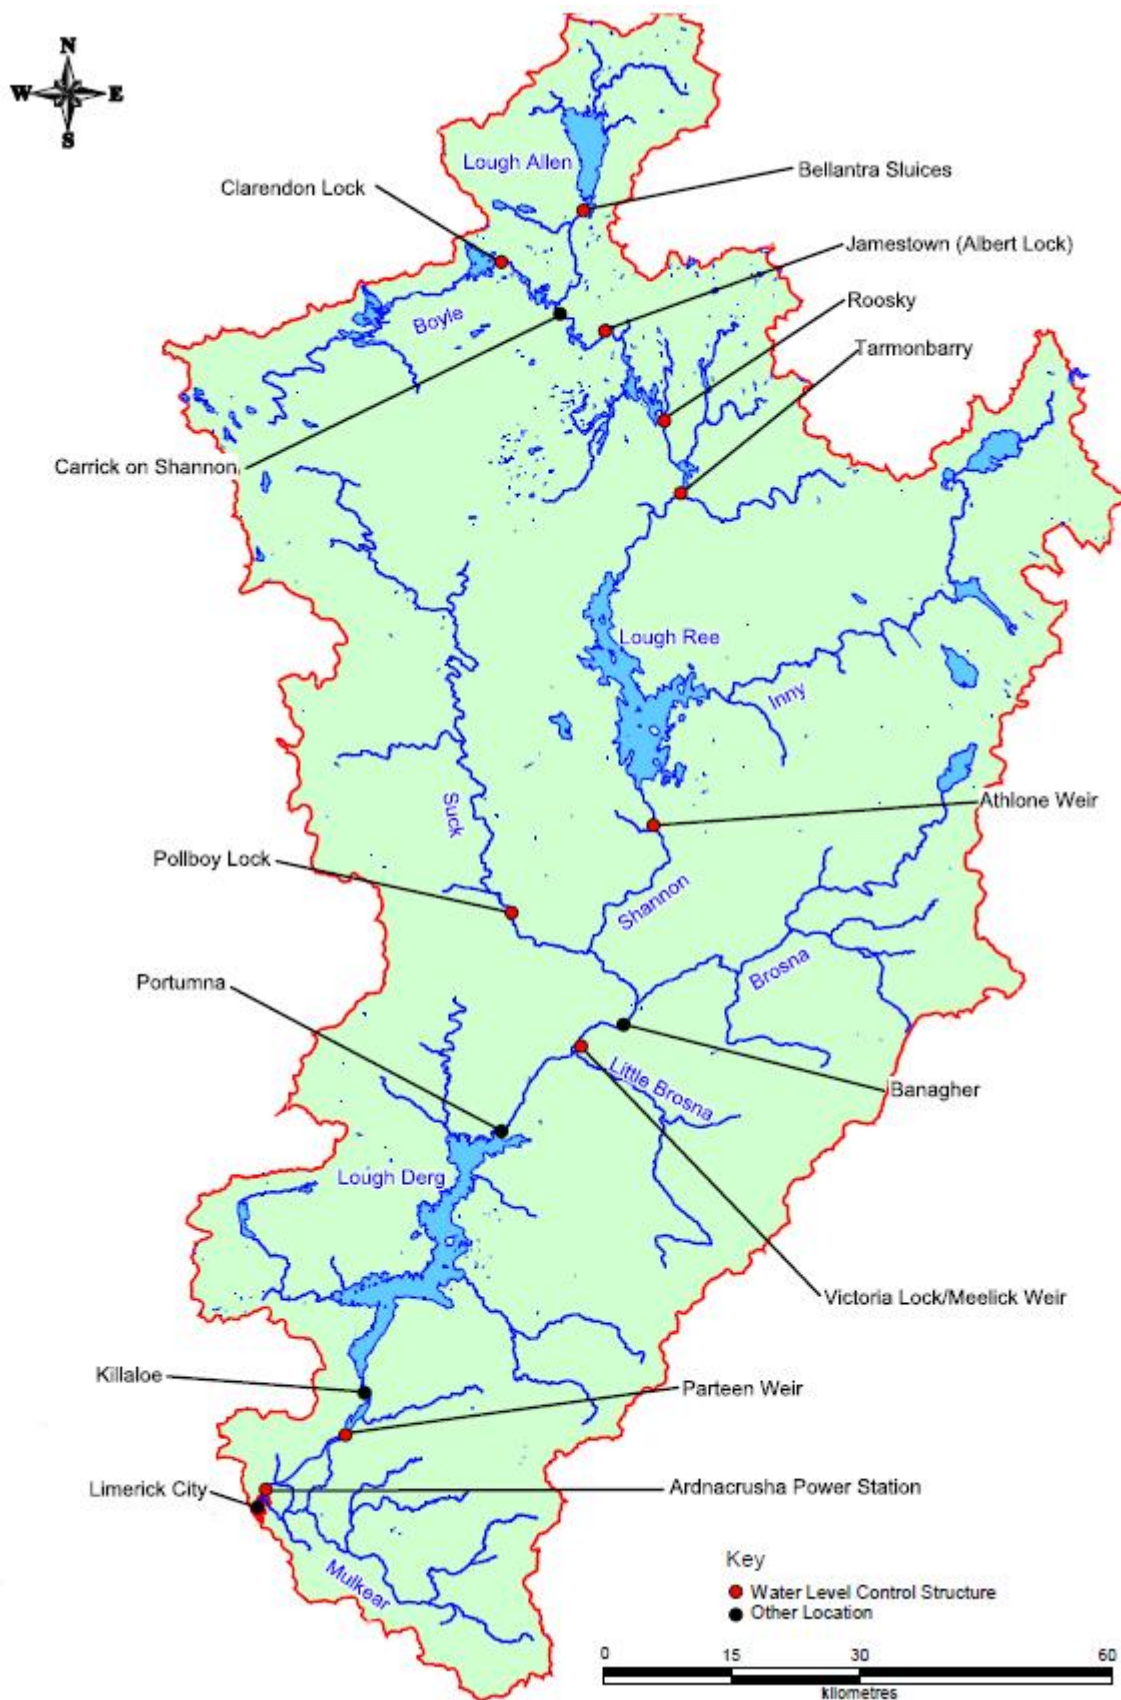 N
W E
S
Lough Allen
Bellantra Sluices
Clarendon Lock
Jamestown (Albert Lock)
Roosky
Boyle
Tarmonbarry
Carrick on Shannon
Lough Ree
Inny
Suck
Athlone Weir
Pollboy Lock
Shannon
Brosna
Portumna
Little Brosna
Banagher
Lough Derg
Victoria Lock/Meelick Weir
Killaloe
Parteen Weir
Limerick City
Ardnacrusha Power Station
Mulkear
Key
Water Level Control Structure
Other Location
0 15 30 60
kilometres